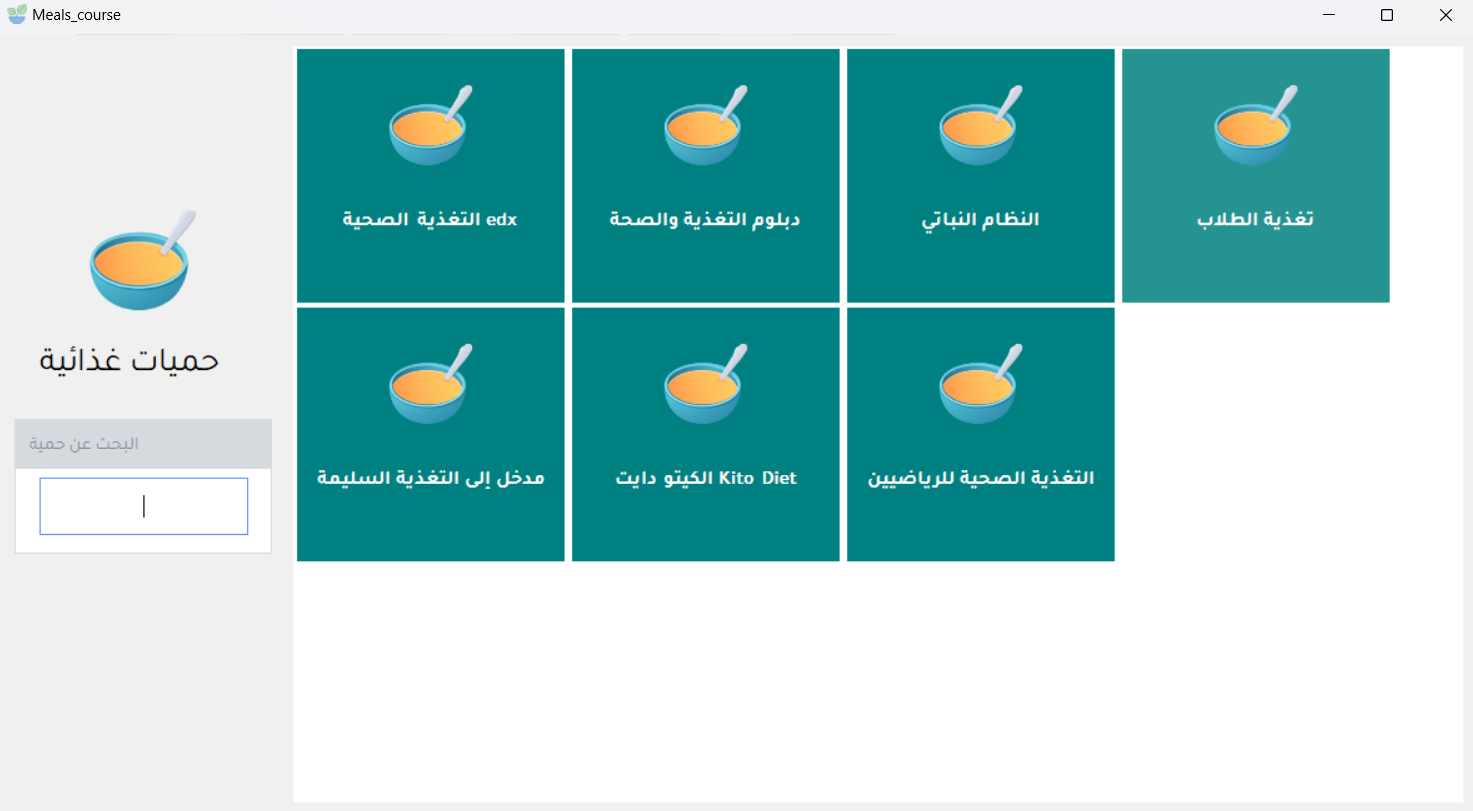 Meals_course
حميات غذائية
البحث عن حمية
edx التغذية الصحية
دبلوم التغذية والصحة
النظام النباتي
تغذية الطلاب
مدخل إلى التغذية السليمة
الكيتو دايت Kito Diet
التغذية الصحية للرياضيين